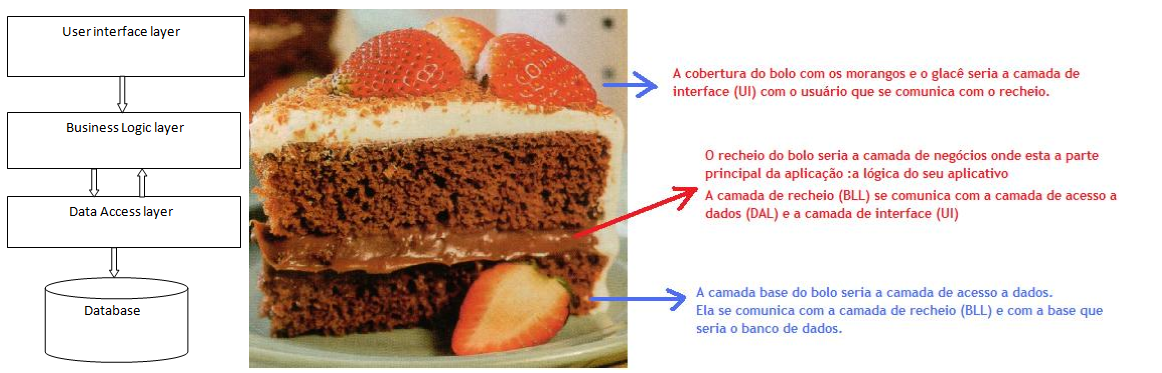 User interface layer
Business Logic layer
Data Access layer
Database
A cobertura do bolo com os morangos e o glacê seria a camada de
interface (UI) com o usuário que se comunica com o recheio.
O recheio do bolo seria a camada de negócios onde esta a parte
principal da aplicação :a lógica do seu aplicativo
A camada de recheio (BLL) se comunica com a camada de acesso a
dados (DAL) e a camada de interface (UI)
A camada base do bolo seria a camada de acesso a dados.
Ela se comunica com a camada de recheio (BLL) e com a base que
seria o banco de dados.